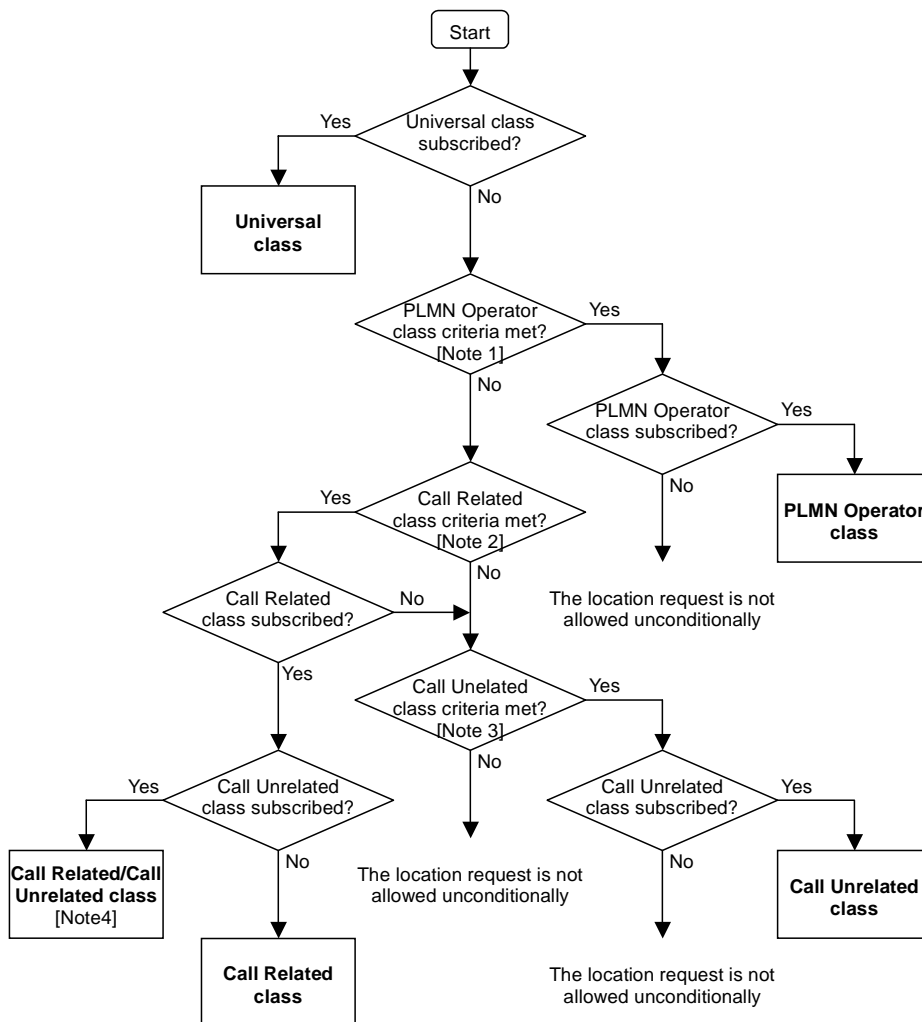 Start
Universal class
subscribed?
Yes
No
Universal
class
PLMN Operator
class criteria met?
[Note 1]
Yes
No
PLMN Operator
class subscribed?
Yes
No
PLMN Operator
class
Call Related
class criteria met?
[Note 2]
Yes
No
The location request is not
allowed unconditionally
Call Related
class subscribed?
No
Yes
Call Unelated
class criteria met?
[Note 3]
Yes
No
Call Unrelated
class subscribed?
Yes
No
Call Unrelated
class subscribed?
Yes
No
Call Related/Call
Unrelated class
[Note4]
The location request is not
allowed unconditionally
Call Unrelated
class
Call Related
class
The location request is not
allowed unconditionally